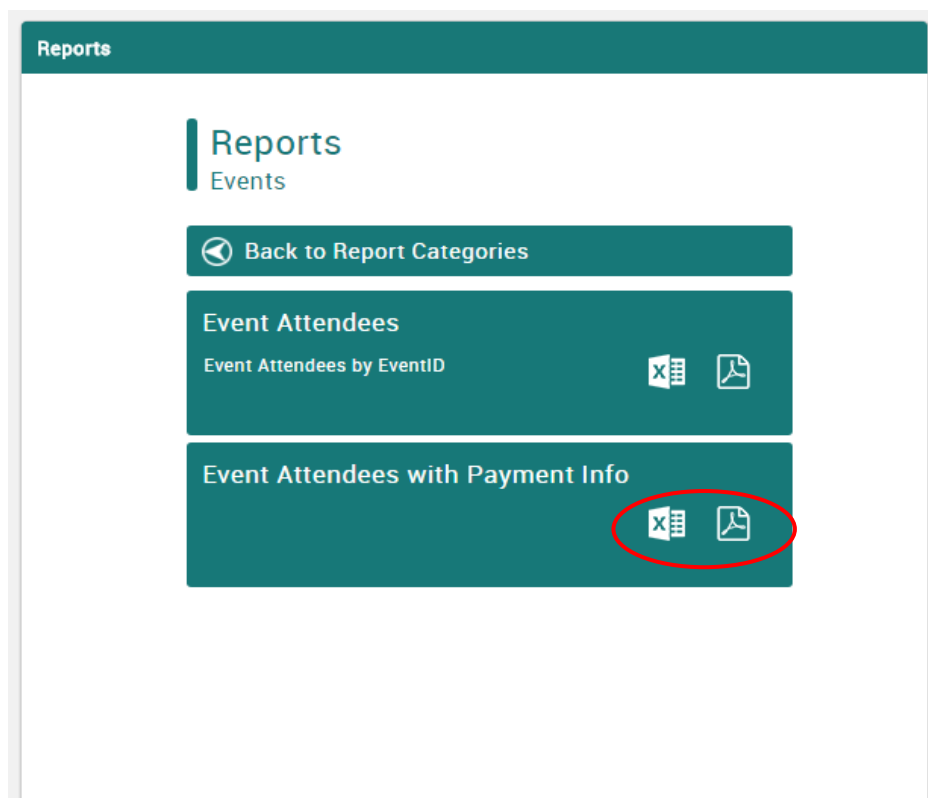 Reports
Reports
Events
Back to Report Categories
Event Attendees
Event Attendees by EventID
Event Attendees with Payment Info